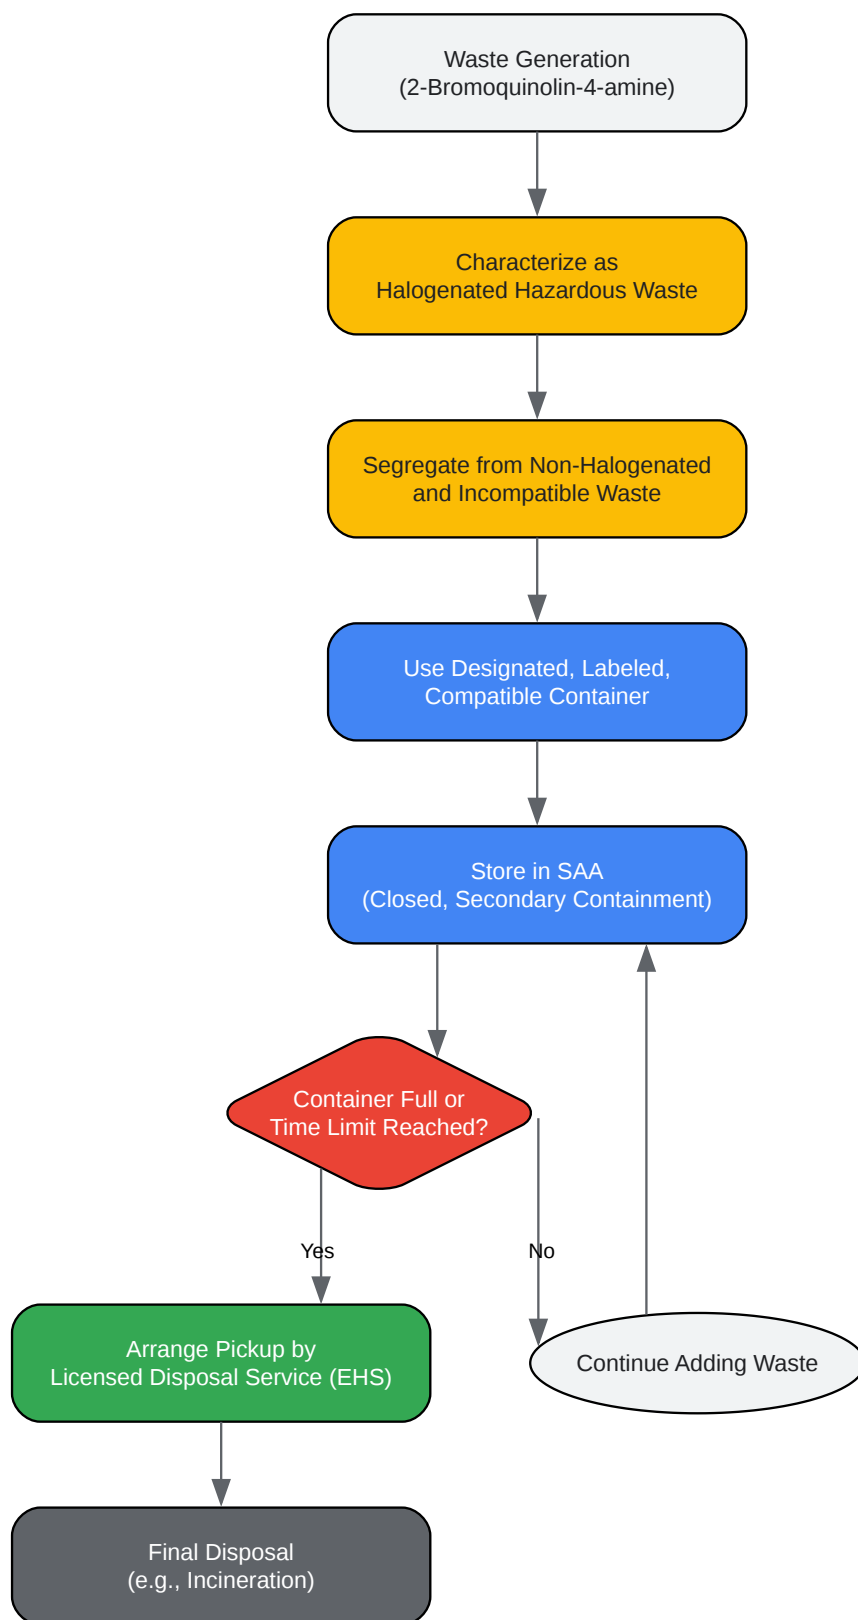 Waste Generation
(2-Bromoquinolin-4-amine)
Characterize as
Halogenated Hazardous Waste
Segregate from Non-Halogenated
and Incompatible Waste
Use Designated, Labeled,
Compatible Container
Store in SAA
(Closed, Secondary Containment)
Container Full or
Time Limit Reached?
Yes
No
Arrange Pickup by
Licensed Disposal Service (EHS)
Continue Adding Waste
Final Disposal
(e.g., Incineration)